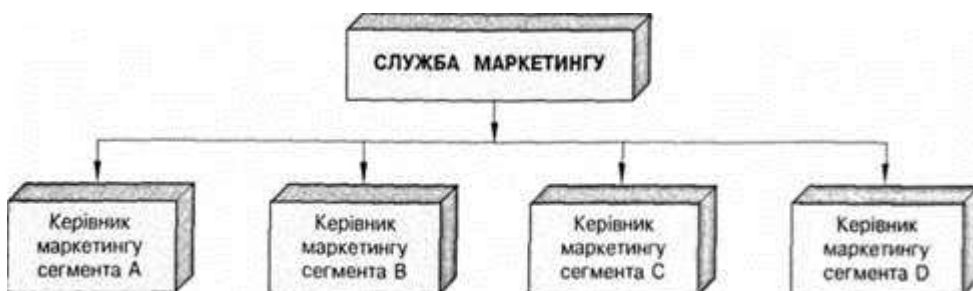 СЛУЖБА МАРКЕТИНГУ
Керівник
маркетингу
сегмента А
Керівник
маркетингу
сегмента В
Керівник
маркетингу
сегмента С
Керівник
маркетингу
сегмента D